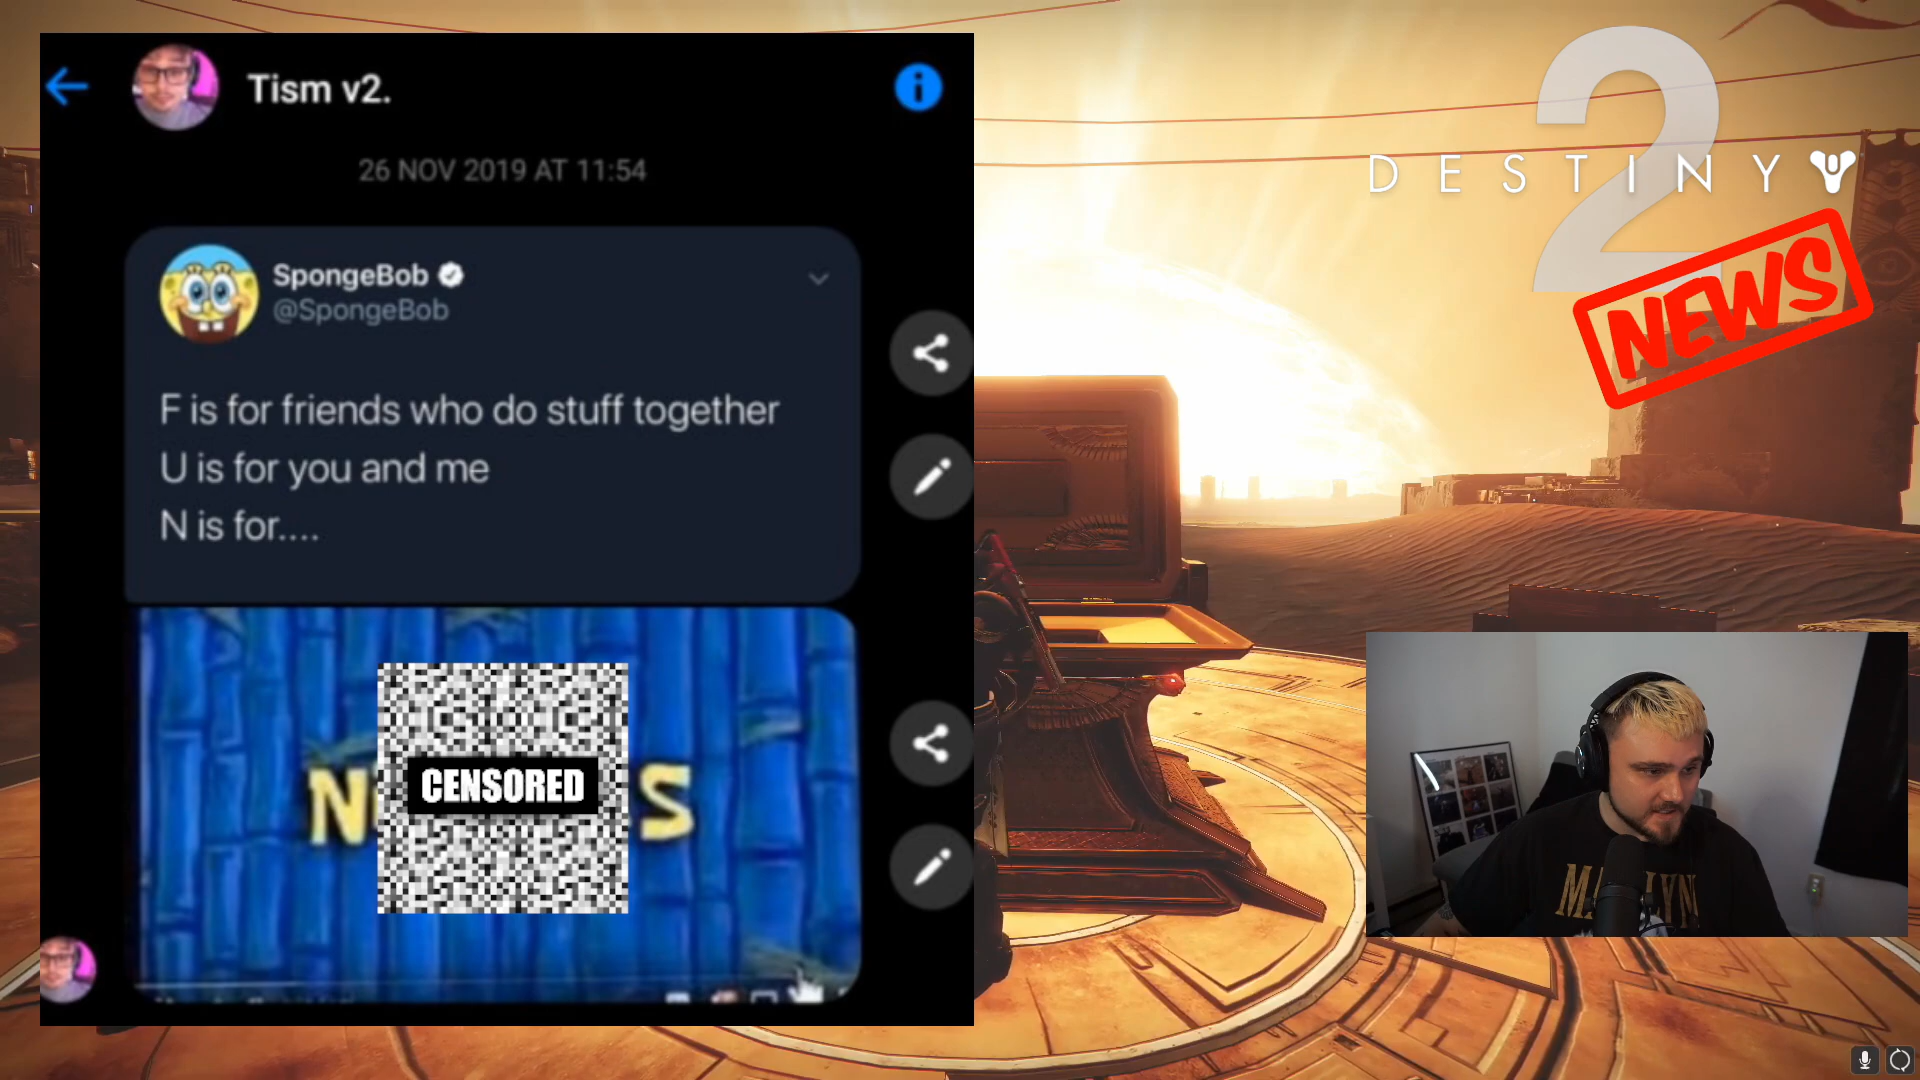 Tism v2.
26 NOV 2019 AT 11:54
SpongeBob
@SpongeBob
F is for friends who do stuff together
U is for you and me
N is for....
CENSORED
N S
2
DESTINY
NEWS